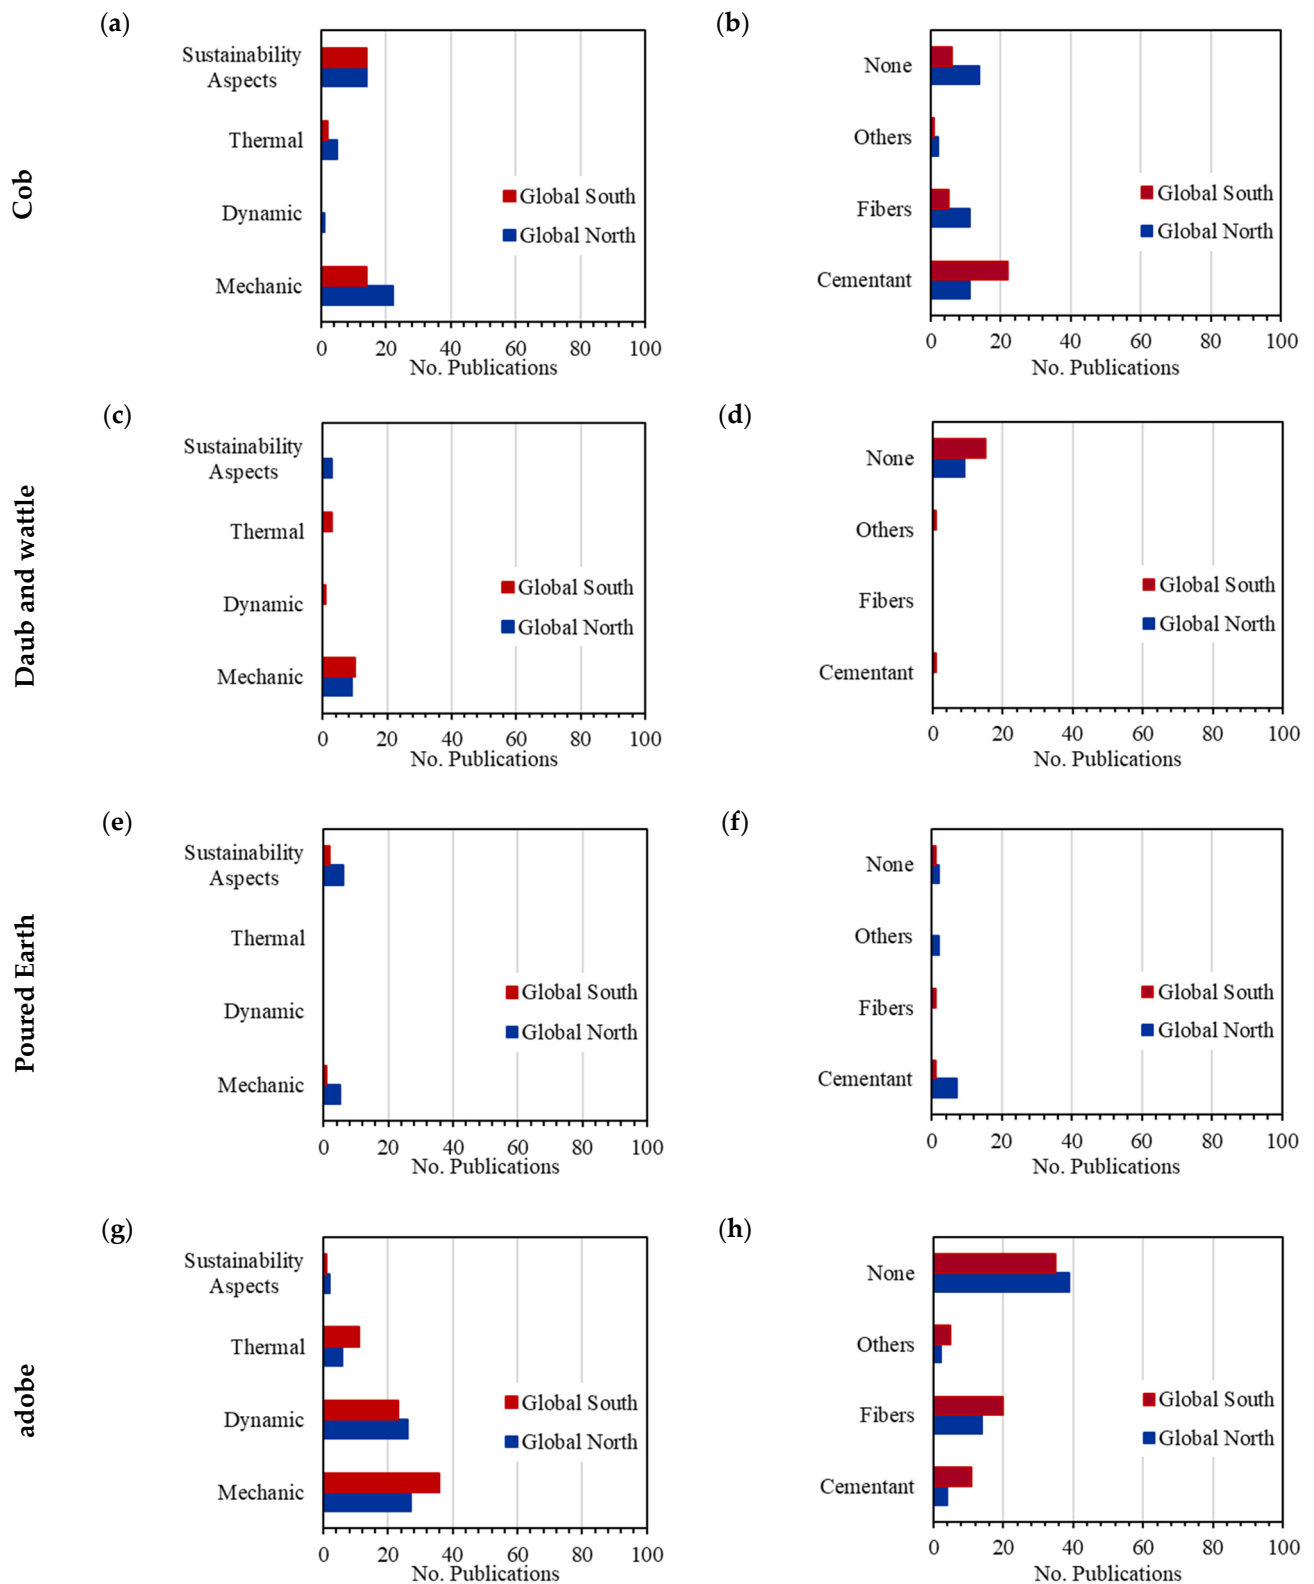 (a)
Cob
Sustainability
Aspects
Thermal
Dynamic
Mechanic
Global South
Global North
0 20 40 60 80 100
No. Publications
(b)
None
Others
Fibers
Cementant
Global South
Global North
0 20 40 60 80 100
No. Publications
(c)
Daub and wattle
Sustainability
Aspects
Thermal
Dynamic
Mechanic
Global South
Global North
0 20 40 60 80 100
No. Publications
(d)
None
Others
Fibers
Cementant
Global South
Global North
0 20 40 60 80 100
No. Publications
(e)
Poured Earth
Sustainability
Aspects
Thermal
Dynamic
Mechanic
Global South
Global North
0 20 40 60 80 100
No. Publications
(f)
None
Others
Fibers
Cementant
Global South
Global North
0 20 40 60 80 100
No. Publications
(g)
adobe
Sustainability
Aspects
Thermal
Dynamic
Mechanic
Global South
Global North
0 20 40 60 80 100
No. Publications
(h)
None
Others
Fibers
Cementant
Global South
Global North
0 20 40 60 80 100
No. Publications